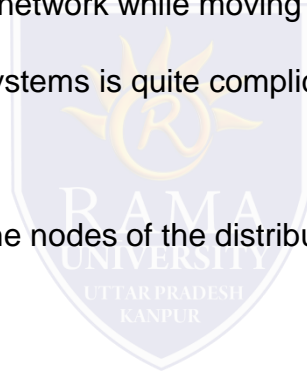 network while moving
ystems is quite complic
RAMA
ne nodes of the distribu
UNIVERSITY
UTTAR PRADESH
KANPUR